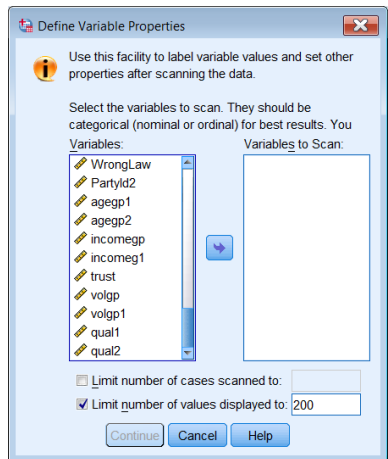 Define Variable Properties
Use this facility to label variable values and set other
properties after scanning the data.
Select the variables to scan. They should be
categorical (nominal or ordinal) for best results. You
Variables:
Variables to Scan:
WrongLaw
PartyId2
agegp1
agegp2
incomegp
incomeg1
trust
volgp
volgp1
qual1
qual2
Limit number of cases scanned to:
Limit number of values displayed to: 200
Continue Cancel Help